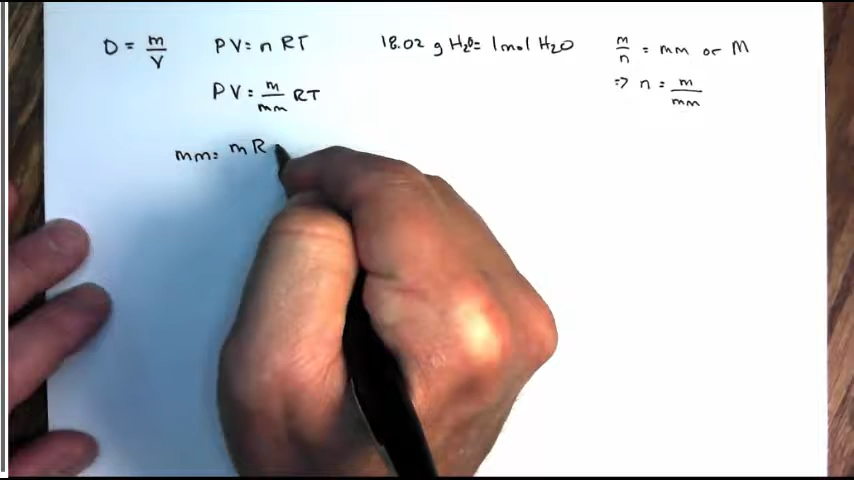 D = m/V PV = nRT 18.02 g H₂O = 1 mol H₂O m/n = mm or M
PV = m/mm RT ⇒ n = m/mm
mm = mR